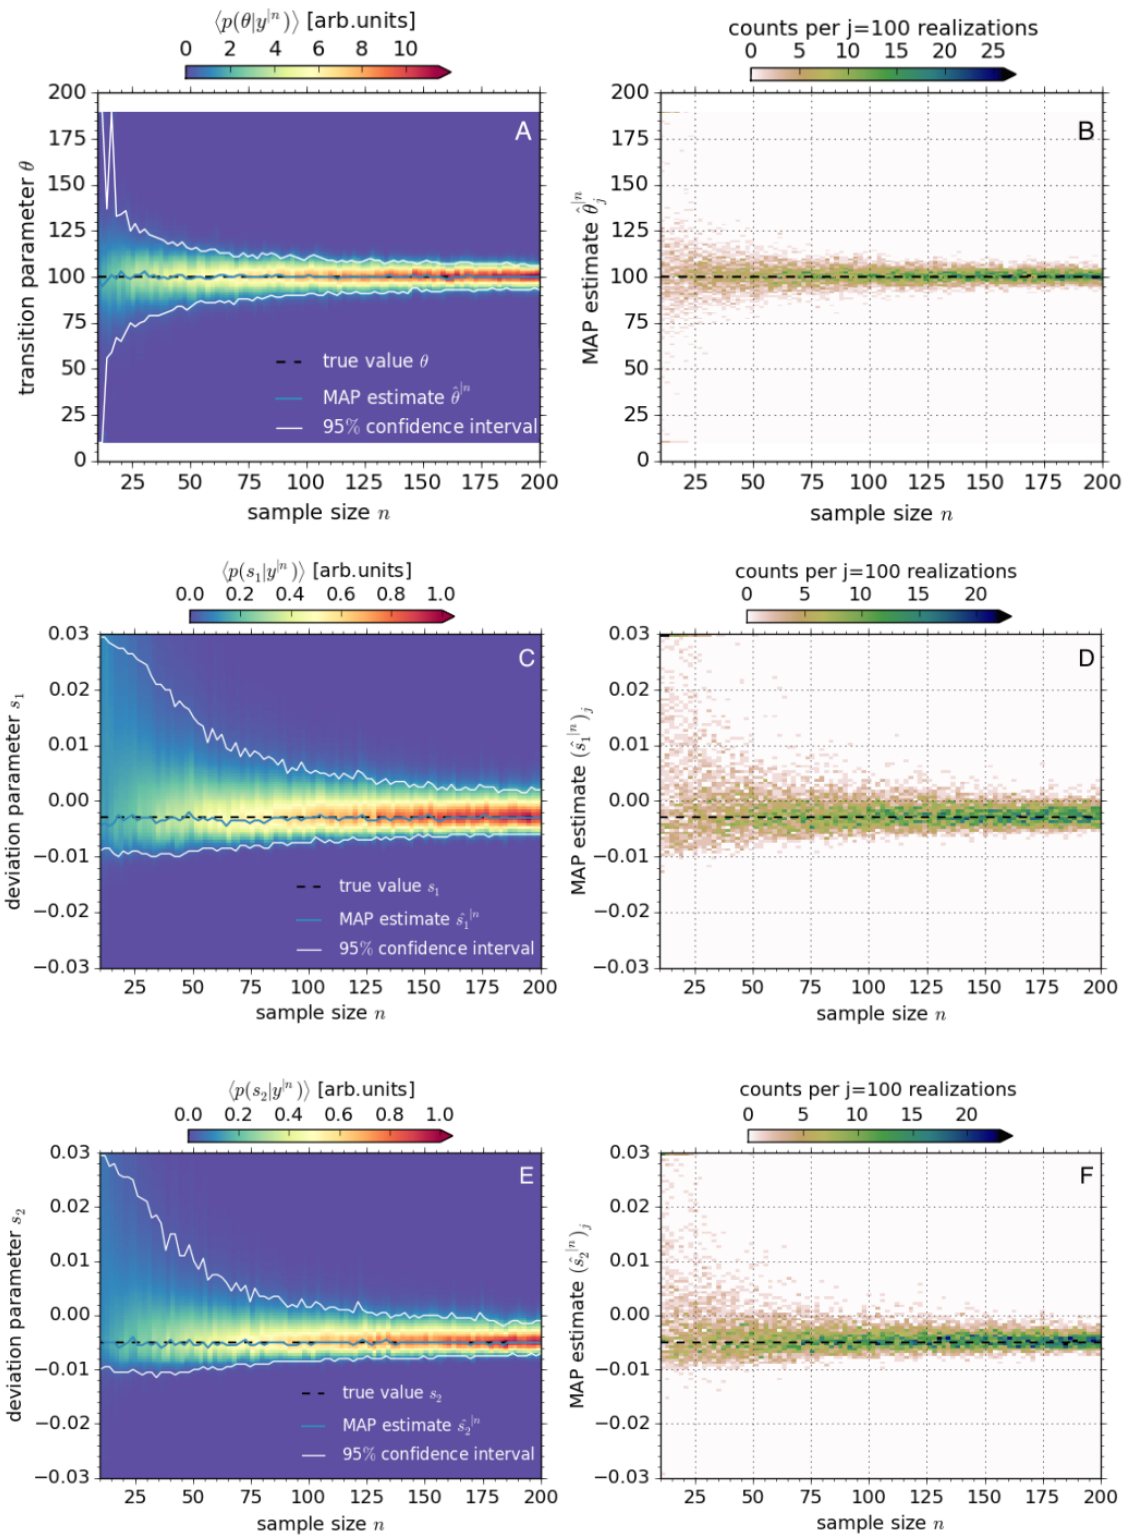 ⟨p(θ|y|n)⟩ [arb.units]
0 2 4 6 8 10
200
175
150
125
100
75
50
25
0
transition parameter θ
A
true value θ
MAP estimate θ̂|n
95% confidence interval
25 50 75 100 125 150 175 200
sample size n
counts per j=100 realizations
0 5 10 15 20 25
200
175
150
125
100
75
50
25
0
MAP estimate θ̂j|n
B
25 50 75 100 125 150 175 200
sample size n
⟨p(s1|y|n)⟩ [arb.units]
0.0 0.2 0.4 0.6 0.8 1.0
0.03
0.02
0.01
0.00
−0.01
−0.02
−0.03
deviation parameter s1
C
true value s1
MAP estimate ŝ1|n
95% confidence interval
25 50 75 100 125 150 175 200
sample size n
counts per j=100 realizations
0 5 10 15 20
0.03
0.02
0.01
0.00
−0.01
−0.02
−0.03
MAP estimate (ŝ1|n)j
D
25 50 75 100 125 150 175 200
sample size n
⟨p(s2|y|n)⟩ [arb.units]
0.0 0.2 0.4 0.6 0.8 1.0
0.03
0.02
0.01
0.00
−0.01
−0.02
−0.03
deviation parameter s2
E
true value s2
MAP estimate ŝ2|n
95% confidence interval
25 50 75 100 125 150 175 200
sample size n
counts per j=100 realizations
0 5 10 15 20
0.03
0.02
0.01
0.00
−0.01
−0.02
−0.03
MAP estimate (ŝ2|n)j
F
25 50 75 100 125 150 175 200
sample size n